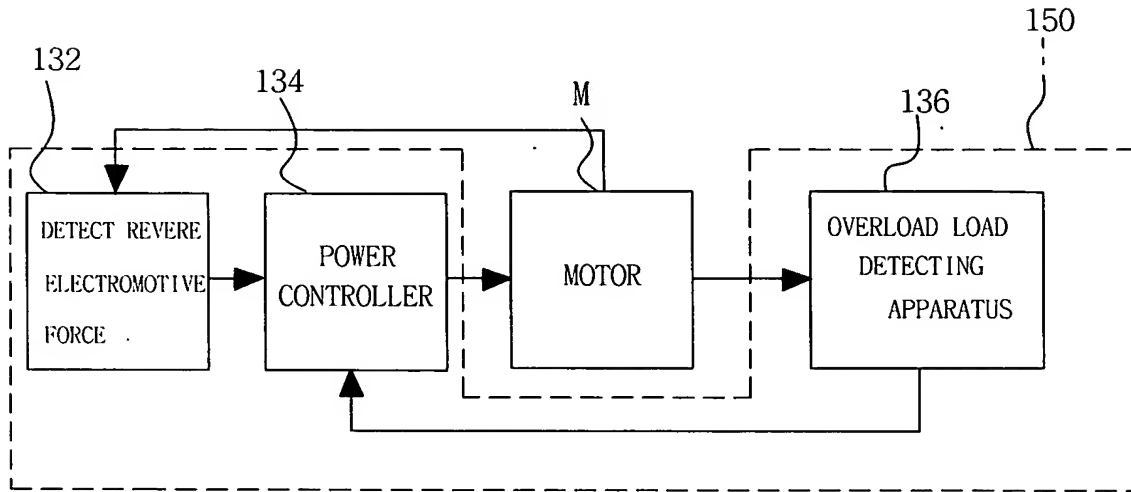 150
132
134
M
136
DETECT REVERE
ELECTROMOTIVE
FORCE
POWER
CONTROLLER
MOTOR
OVERLOAD LOAD
DETECTING
APPARATUS